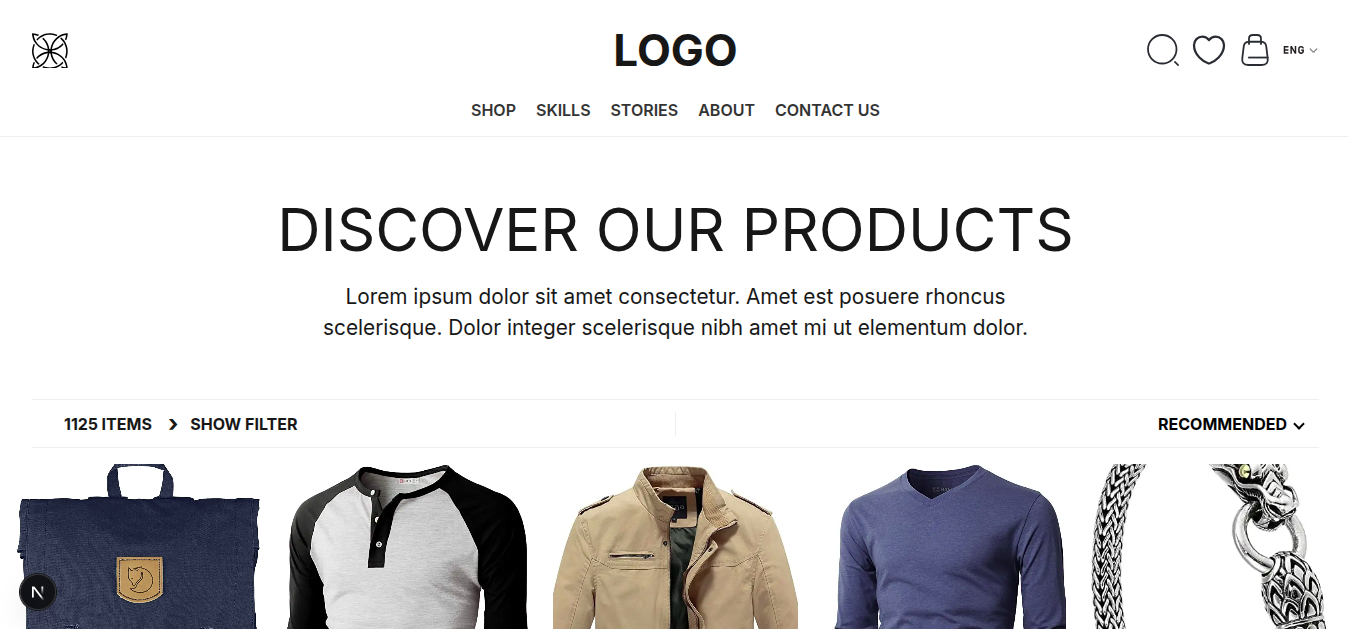 LOGO
ENG
SHOP SKILLS STORIES ABOUT CONTACT US
DISCOVER OUR PRODUCTS
Lorem ipsum dolor sit amet consectetur. Amet est posuere rhoncus
scelerisque. Dolor integer scelerisque nibh amet mi ut elementum dolor.
1125 ITEMS SHOW FILTER
RECOMMENDED
N